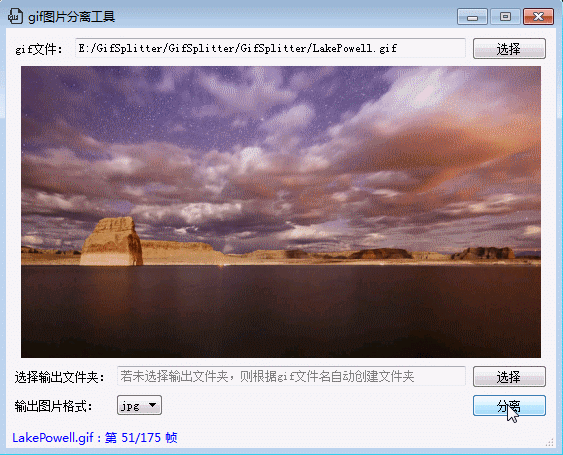 gif图片分离工具
gif文件： E:/GifSplitter/GifSplitter/GifSplitter/LakePowell.gif 选择
选择输出文件夹： 若未选择输出文件夹，则根据gif文件名自动创建文件夹 选择
输出图片格式： jpg 分离
LakePowell.gif : 第 51/175 帧